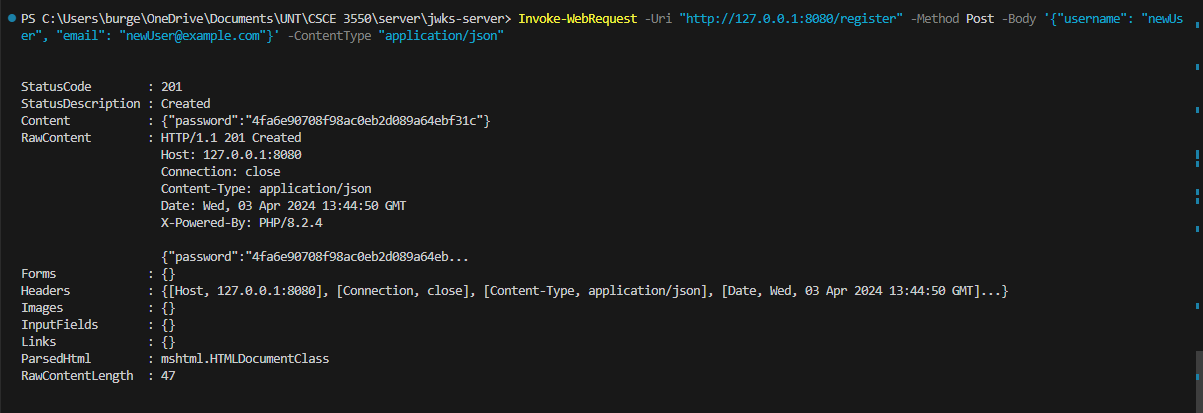 PS C:\Users\burge\OneDrive\Documents\UNT\CSCE 3550\server\jwks-server> Invoke-WebRequest -Uri "http://127.0.0.1:8080/register" -Method Post -Body '{"username": "newUs
er", "email": "newUser@example.com"}' -ContentType "application/json"
StatusCode        : 201
StatusDescription : Created
Content           : {"password":"4fa6e90708f98ac0eb2d089a64ebf31c"}
RawContent        : HTTP/1.1 201 Created
                    Host: 127.0.0.1:8080
                    Connection: close
                    Content-Type: application/json
                    Date: Wed, 03 Apr 2024 13:44:50 GMT
                    X-Powered-By: PHP/8.2.4
                    {"password":"4fa6e90708f98ac0eb2d089a64eb...
Forms             : {}
Headers           : {[Host, 127.0.0.1:8080], [Connection, close], [Content-Type, application/json], [Date, Wed, 03 Apr 2024 13:44:50 GMT]...}
Images            : {}
InputFields       : {}
Links             : {}
ParsedHtml        : mshtml.HTMLDocumentClass
RawContentLength  : 47